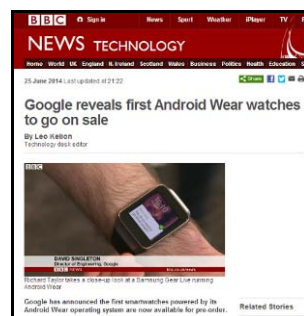 BBC Sign in News Sport Weather iPlayer TV
NEWS TECHNOLOGY
Home World UK England N.Ireland Scotland Wales Business Politics Health Education
25 June 2014 Last updated at 21:22
Share
Google reveals first Android Wear watches
to go on sale
By Leo Kelion
Technology desk editor
BBC
DAVID SINGLETON
Director of Engineering, Google
BBC NEWS
Richard Taylor takes a close-up look at a Samsung Gear Live running
Android Wear
Google has announced the first smartwatches powered by its
Android Wear operating system are now available for pre-order.
Related Stories